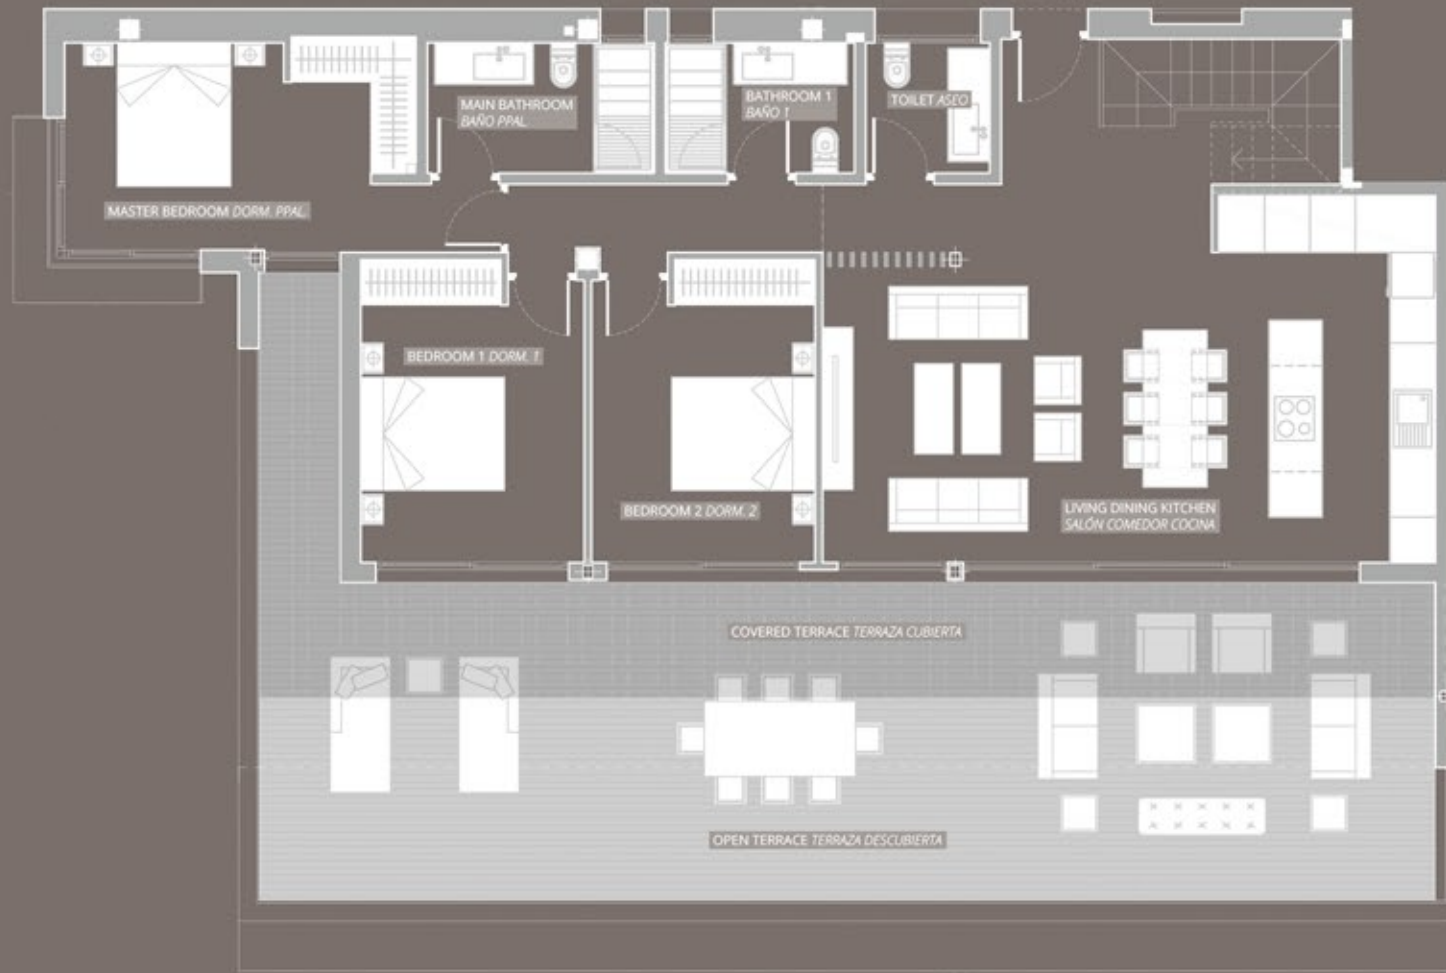 MAIN BATHROOM
BAÑO PPAL.
BATHROOM 1
BAÑO 1
TOILET ASEO
MASTER BEDROOM DORM. PPAL.
BEDROOM 1 DORM. 1
BEDROOM 2 DORM. 2
LIVING DINING KITCHEN
SALÓN COMEDOR COCINA
COVERED TERRACE TERRAZA CUBIERTA
OPEN TERRACE TERRAZA DESCUBIERTA